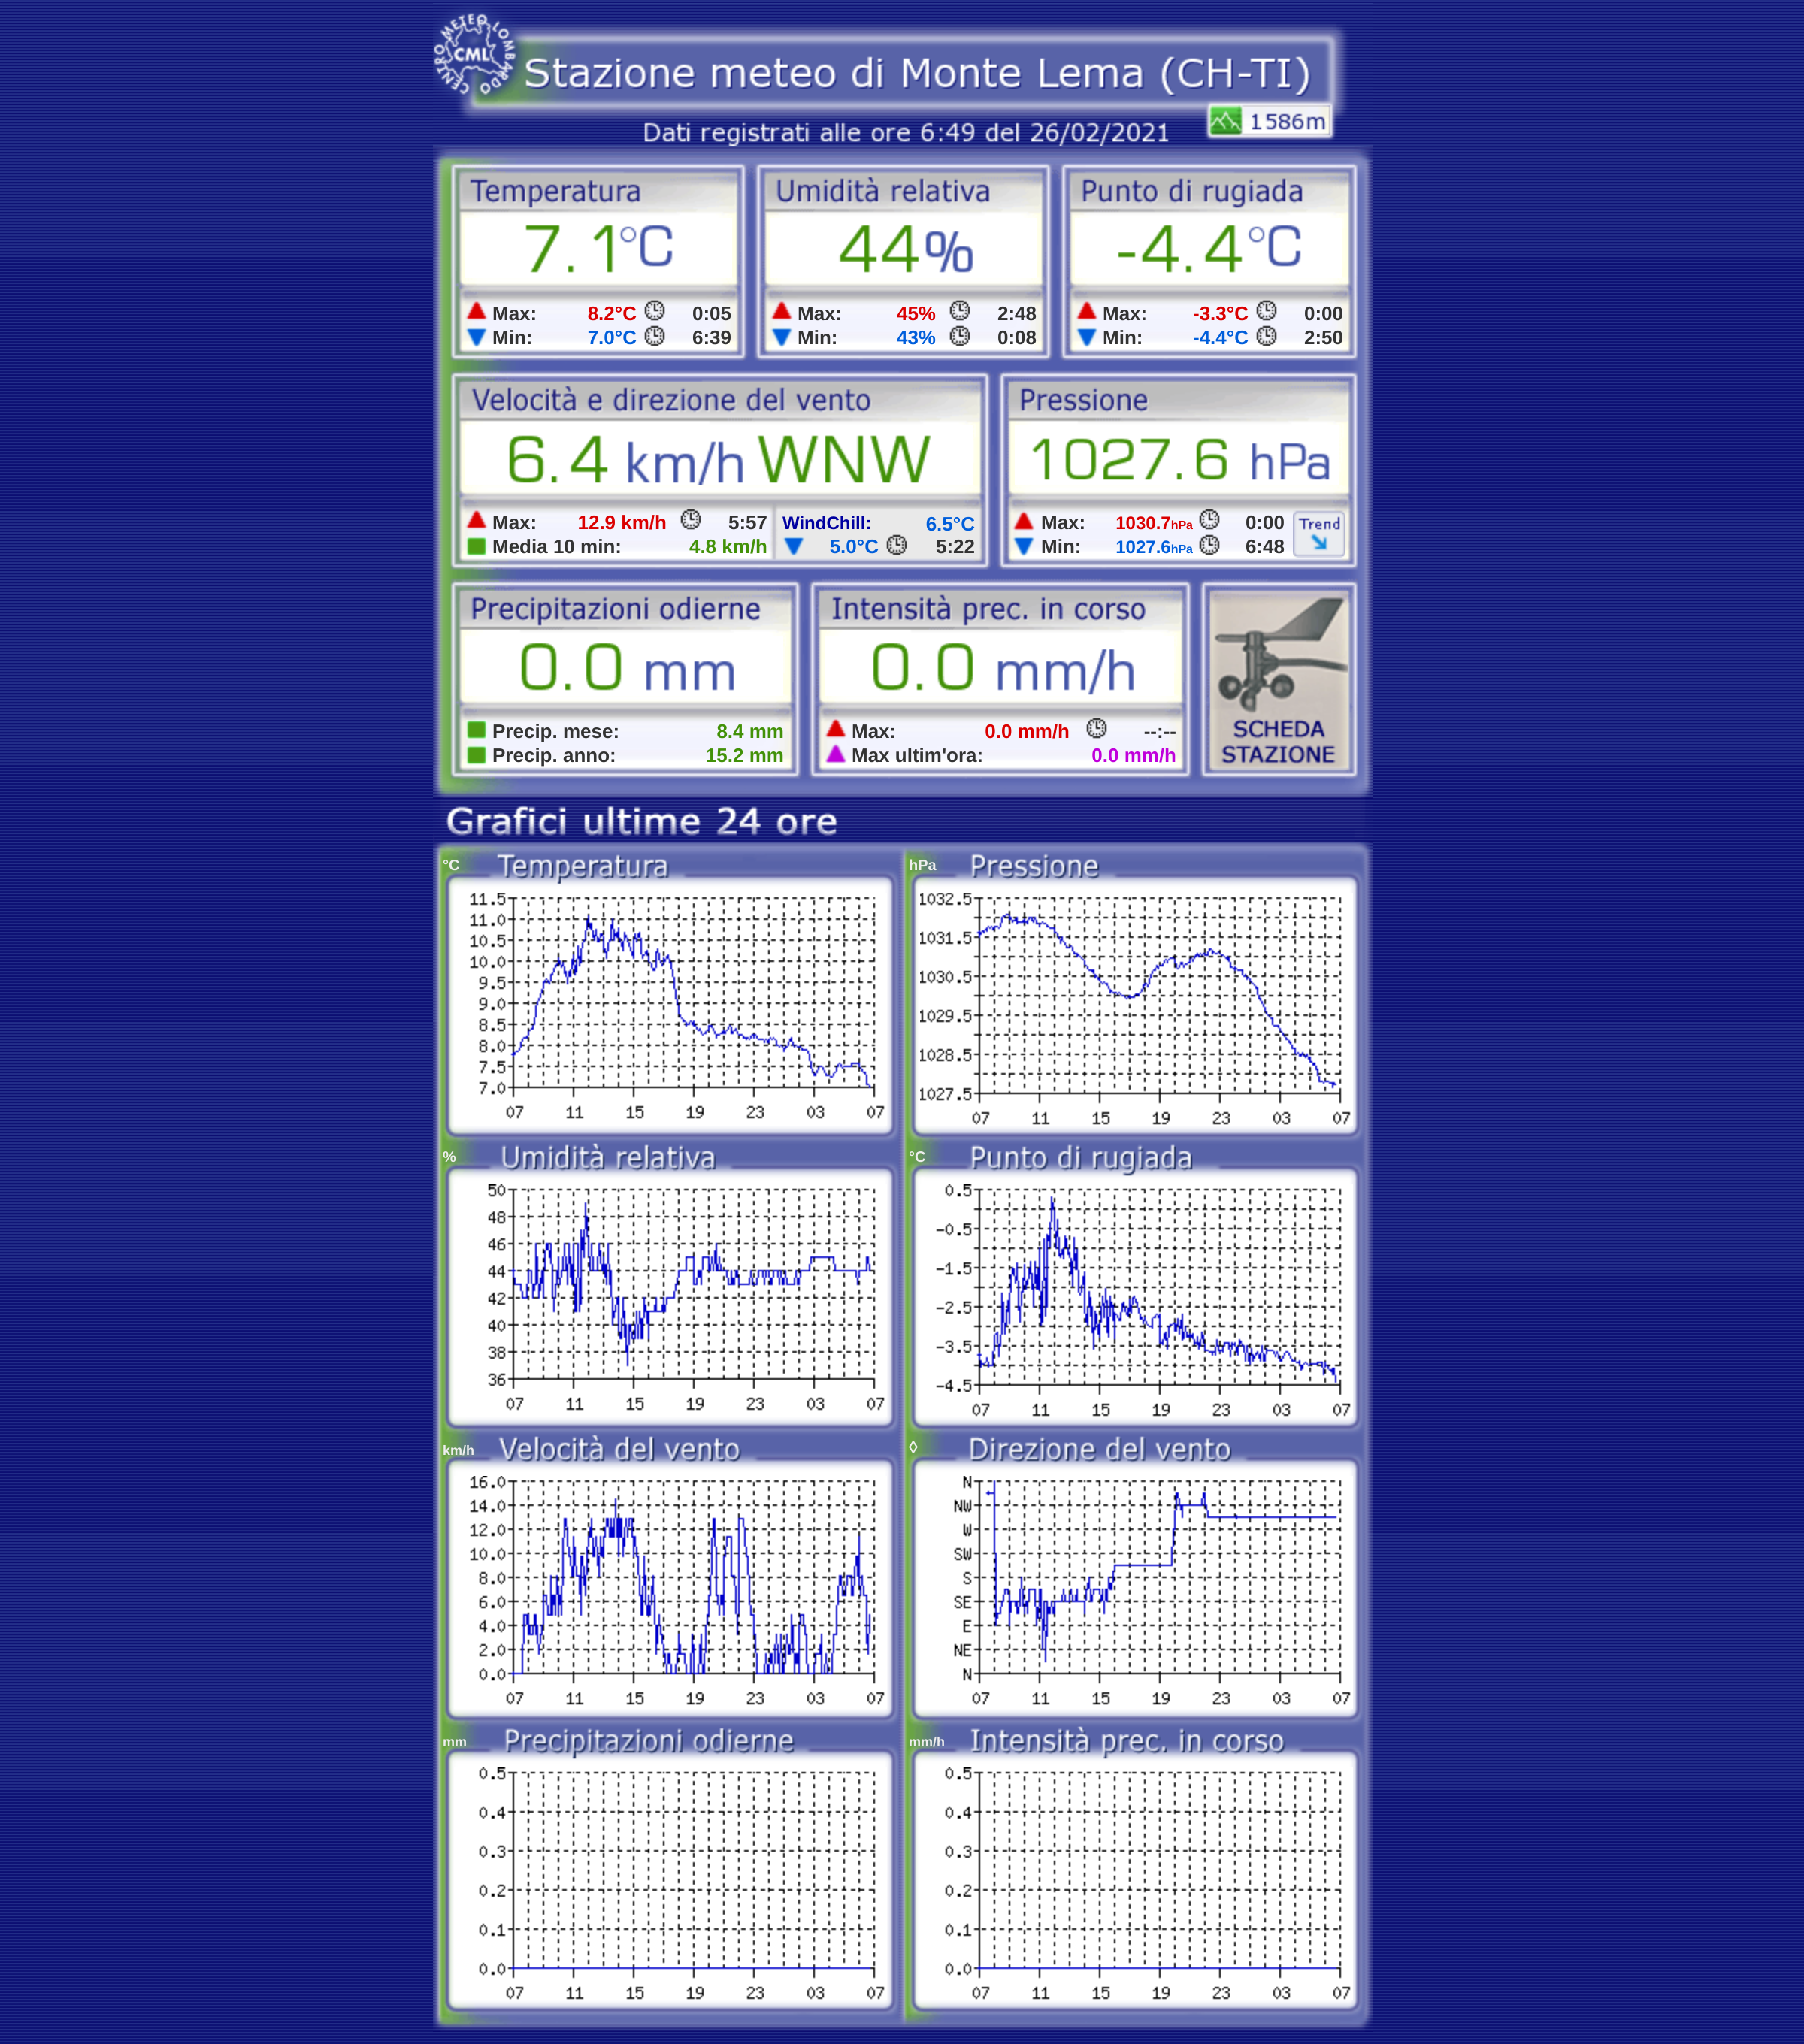 CENTRO METEO LOMBARDO
CML
Stazione meteo di Monte Lema (CH-TI)
1586m
Dati registrati alle ore 6:49 del 26/02/2021
Temperatura
7.1°C
Max: 8.2°C 0:05
Min: 7.0°C 6:39
Umidità relativa
44%
Max: 45% 2:48
Min: 43% 0:08
Punto di rugiada
-4.4°C
Max: -3.3°C 0:00
Min: -4.4°C 2:50
Velocità e direzione del vento
6.4 km/h WNW
Max: 12.9 km/h 5:57
Media 10 min: 4.8 km/h
WindChill: 6.5°C
5.0°C 5:22
Pressione
1027.6 hPa
Max: 1030.7hPa 0:00
Min: 1027.6hPa 6:48
Trend
Precipitazioni odierne
0.0 mm
Precip. mese: 8.4 mm
Precip. anno: 15.2 mm
Intensità prec. in corso
0.0 mm/h
Max: 0.0 mm/h --:--
Max ultim'ora: 0.0 mm/h
SCHEDA
STAZIONE
Grafici ultime 24 ore
°C Temperatura
11.5
11.0
10.5
10.0
9.5
9.0
8.5
8.0
7.5
7.0
07 11 15 19 23 03 07
hPa Pressione
1032.5
1031.5
1030.5
1029.5
1028.5
1027.5
07 11 15 19 23 03 07
% Umidità relativa
50
48
46
44
42
40
38
36
07 11 15 19 23 03 07
°C Punto di rugiada
0.5
-0.5
-1.5
-2.5
-3.5
-4.5
07 11 15 19 23 03 07
km/h Velocità del vento
16.0
14.0
12.0
10.0
8.0
6.0
4.0
2.0
0.0
07 11 15 19 23 03 07
◊ Direzione del vento
N
NW
W
SW
S
SE
E
NE
N
07 11 15 19 23 03 07
mm Precipitazioni odierne
0.5
0.4
0.3
0.2
0.1
0.0
07 11 15 19 23 03 07
mm/h Intensità prec. in corso
0.5
0.4
0.3
0.2
0.1
0.0
07 11 15 19 23 03 07